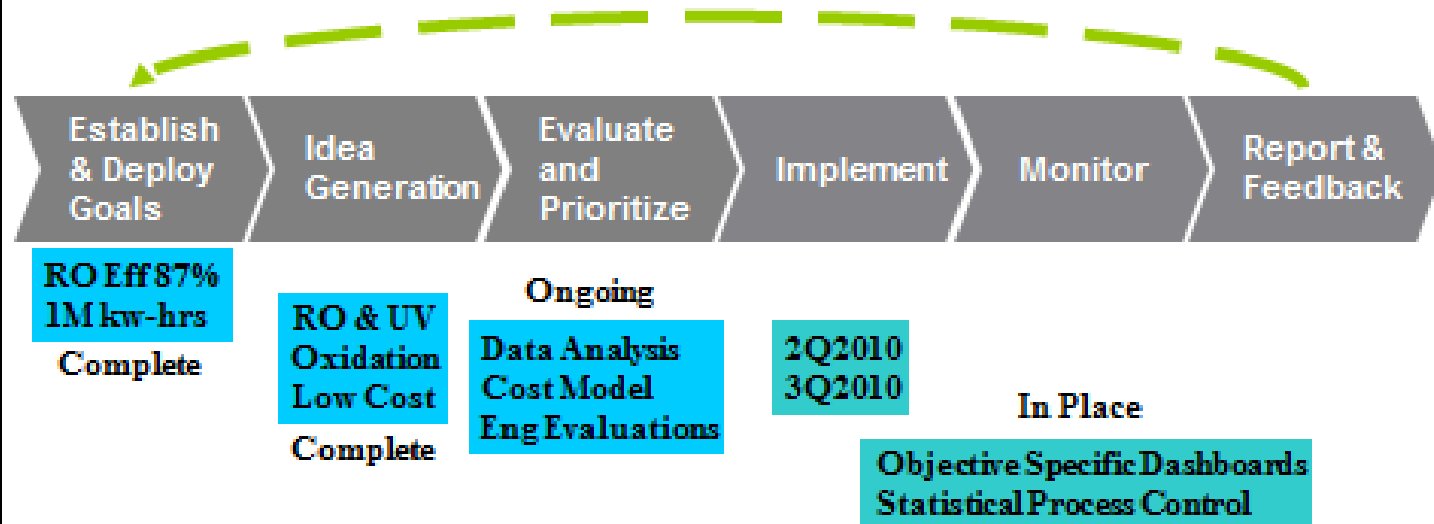 Establish
& Deploy
Goals
Idea
Generation
Evaluate
and
Prioritize
Implement
Monitor
Report &
Feedback
RO Eff 87%
1M kw-hrs
Complete
RO & UV
Oxidation
Low Cost
Complete
Ongoing
Data Analysis
Cost Model
Eng Evaluations
2Q2010
3Q2010
In Place
Objective Specific Dashboards
Statistical Process Control